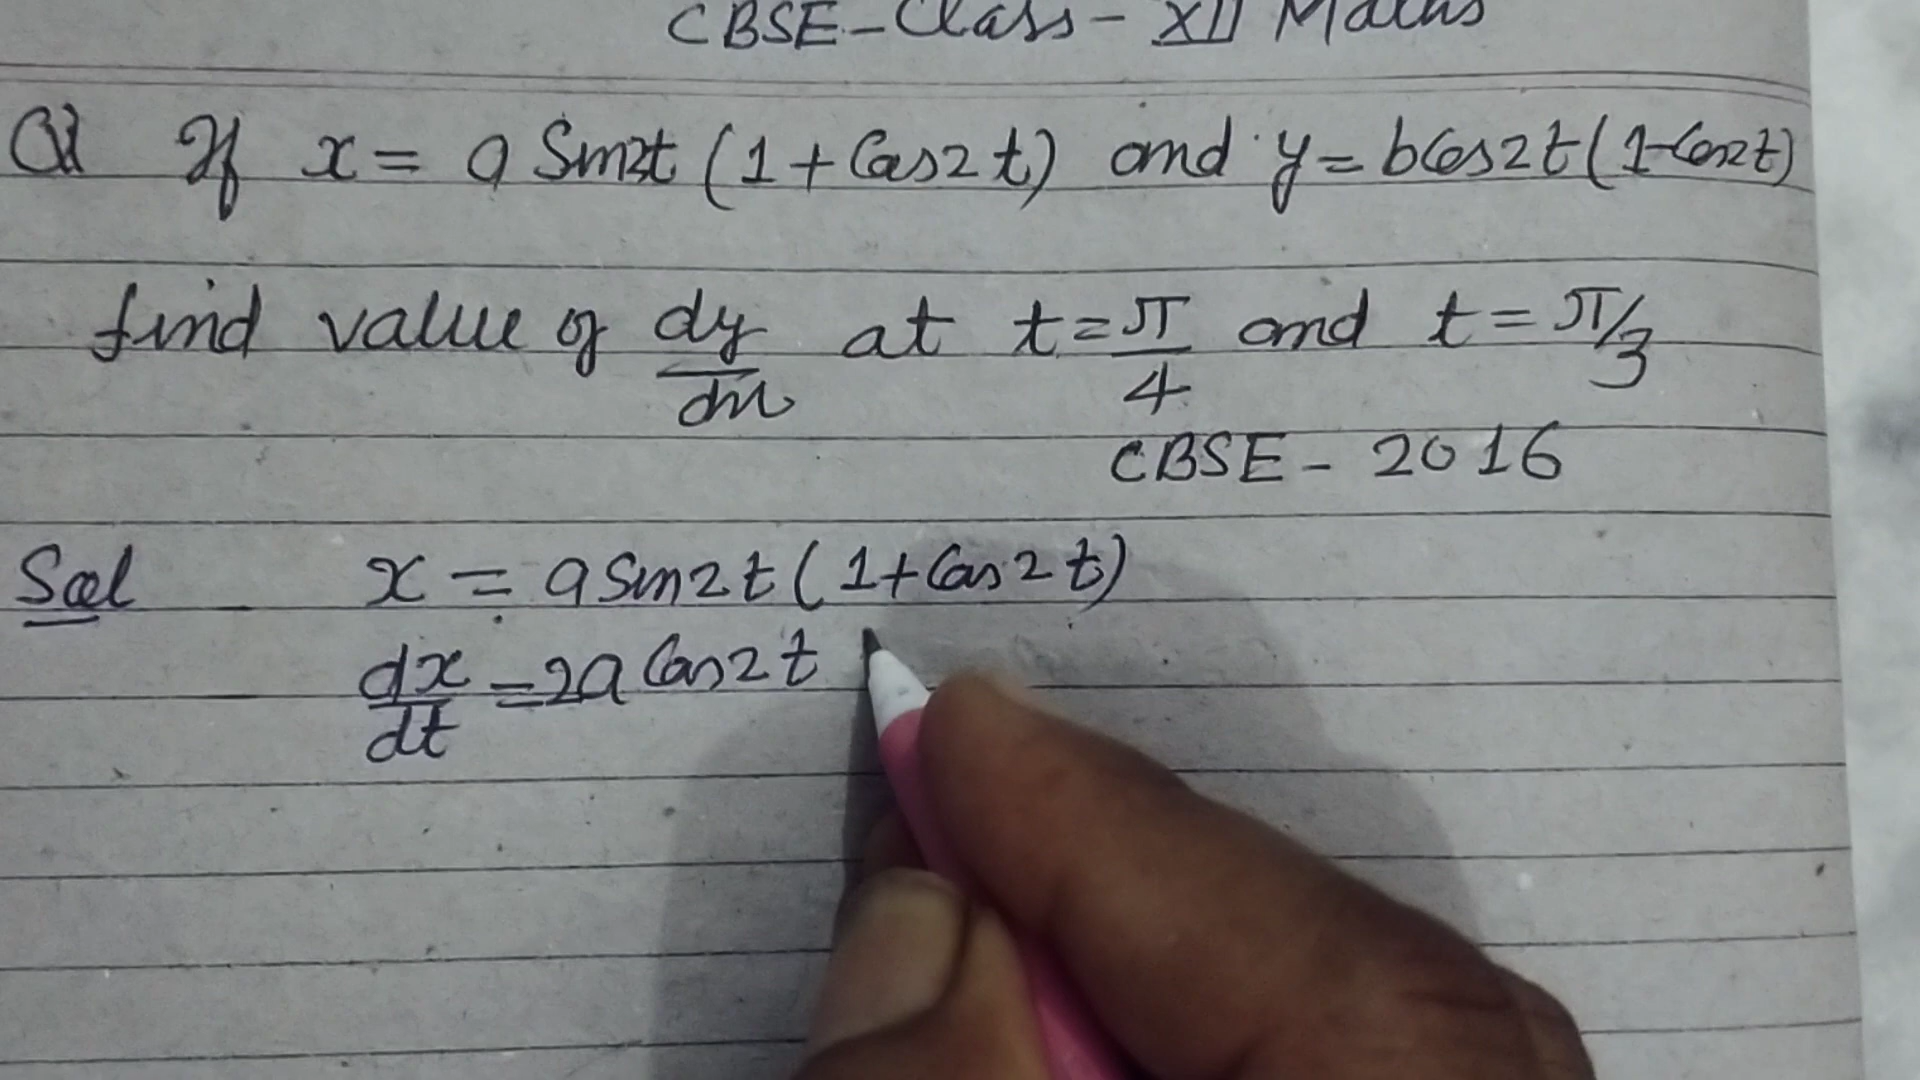 CBSE-Class-XII Maths
Q1 If x = a Sin2t (1 + Cos2t) and y = bCos2t (1-Cos2t)
find value of dy/dx at t = π/4 and t = π/3
CBSE - 2016
Sol x = a Sin2t (1 + Cos2t)
dx/dt = 2a Cos2t